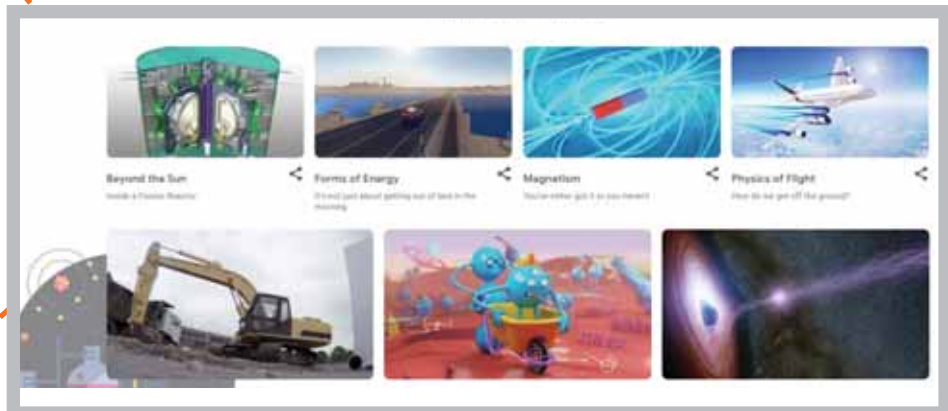 Beyond the Sun
Inside a Fusion Reactor
Forms of Energy
It's not just about getting out of bed in the
morning
Magnetism
You've either got it or you haven't
Physics of Flight
How do we get off the ground?